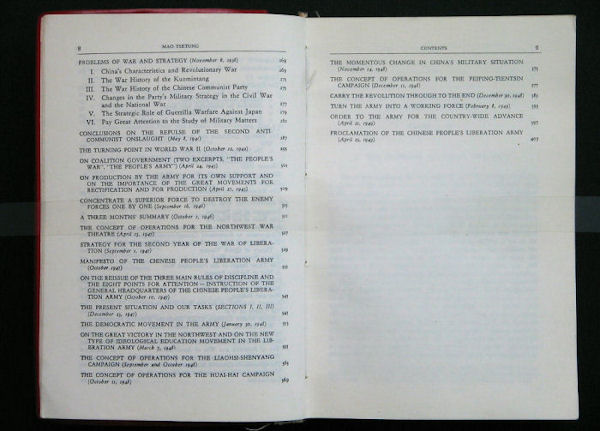 8 MAO TSETUNG
PROBLEMS OF WAR AND STRATEGY (November 6, 1938) 263
I. China's Characteristics and Revolutionary War 263
II. The War History of the Kuomintang
III. The War History of the Chinese Communist Party
IV. Changes in the Party's Military Strategy in the Civil War
and the National War 277
V. The Strategic Role of Guerrilla Warfare Against Japan
VI. Pay Great Attention to the Study of Military Matters
CONCLUSIONS ON THE REPULSE OF THE SECOND ANTI-
COMMUNIST ONSLAUGHT (May 8, 1941) 287
THE TURNING POINT IN WORLD WAR II (October 12, 1942) 295
ON COALITION GOVERNMENT (TWO EXCERPTS, "THE PEOPLE'S
WAR", "THE PEOPLE'S ARMY") (April 24, 1945)
ON PRODUCTION BY THE ARMY FOR ITS OWN SUPPORT AND
ON THE IMPORTANCE OF THE GREAT MOVEMENTS FOR
RECTIFICATION AND FOR PRODUCTION (April 27, 1945)
CONCENTRATE A SUPERIOR FORCE TO DESTROY THE ENEMY
FORCES ONE BY ONE (September 16, 1946)
A THREE MONTHS' SUMMARY (October 1, 1946)
THE CONCEPT OF OPERATIONS FOR THE NORTHWEST WAR
THEATRE (April 15, 1947)
STRATEGY FOR THE SECOND YEAR OF THE WAR OF LIBERA-
TION (September 1, 1947)
MANIFESTO OF THE CHINESE PEOPLE'S LIBERATION ARMY
(October 1947)
ON THE REISSUE OF THE THREE MAIN RULES OF DISCIPLINE AND
THE EIGHT POINTS FOR ATTENTION — INSTRUCTION OF THE
GENERAL HEADQUARTERS OF THE CHINESE PEOPLE'S LIBERA-
TION ARMY (October 10, 1947)
THE PRESENT SITUATION AND OUR TASKS (SECTIONS I, II, III)
(December 25, 1947) 345
THE DEMOCRATIC MOVEMENT IN THE ARMY (January 30, 1948)
ON THE GREAT VICTORY IN THE NORTHWEST AND ON THE NEW
TYPE OF IDEOLOGICAL EDUCATION MOVEMENT IN THE LIB-
ERATION ARMY (March 7, 1948)
THE CONCEPT OF OPERATIONS FOR THE LIAOHSI-SHENYANG
CAMPAIGN (September and October 1948)
THE CONCEPT OF OPERATIONS FOR THE HUAI-HAI CAMPAIGN
(October 11, 1948) 369
CONTENTS
THE MOMENTOUS CHANGE IN CHINA'S MILITARY SITUATION
(November 14, 1948)
THE CONCEPT OF OPERATIONS FOR THE PEIPING-TIENTSIN
CAMPAIGN (December 11, 1948)
CARRY THE REVOLUTION THROUGH TO THE END (December 30, 1948)
TURN THE ARMY INTO A WORKING FORCE (February 8, 1949)
ORDER TO THE ARMY FOR THE COUNTRY-WIDE ADVANCE
(April 21, 1949) 397
PROCLAMATION OF THE CHINESE PEOPLE'S LIBERATION ARMY
(April 25, 1949)